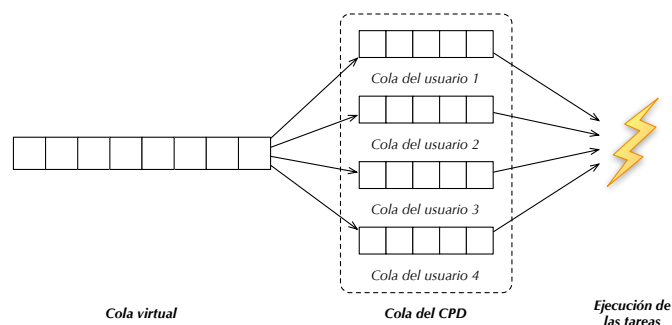 Cola del usuario 1
Cola del usuario 2
Cola del usuario 3
Cola del usuario 4
Cola virtual
Cola del CPD
Ejecución de
las tareas